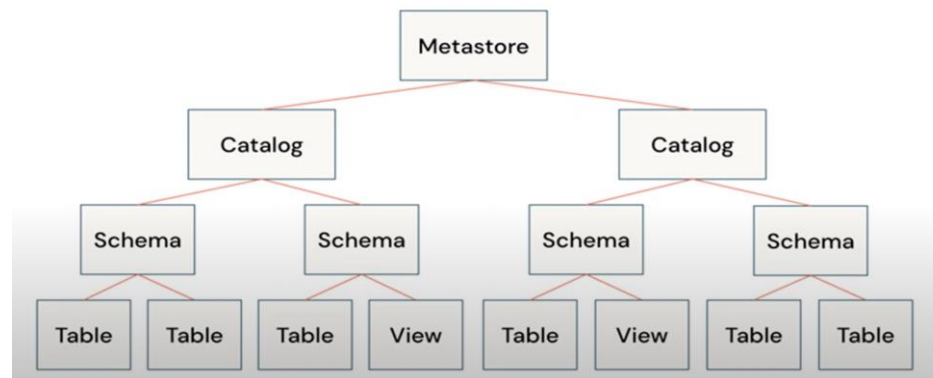 Metastore
Catalog Catalog
Schema Schema Schema Schema
Table Table Table View Table View Table Table